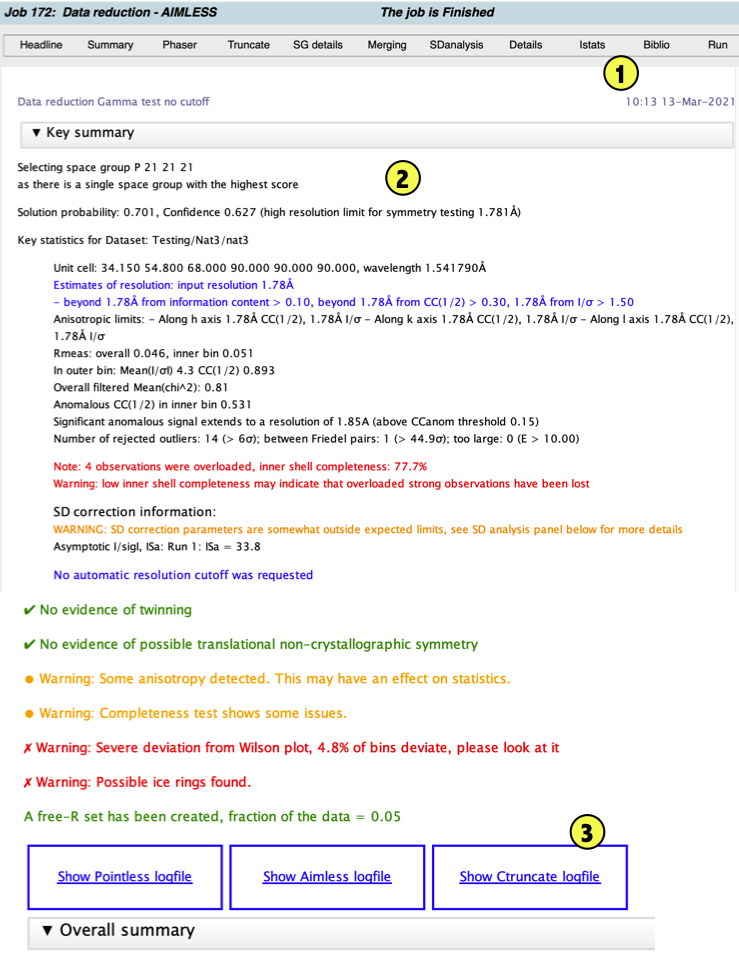 Job 172: Data reduction - AIMLESS The job is Finished
Headline Summary Phaser Truncate SG details Merging SDanalysis Details Istats Biblio Run
1
Data reduction Gamma test no cutoff 10:13 13-Mar-2021
▼ Key summary
Selecting space group P 21 21 21
2
as there is a single space group with the highest score
Solution probability: 0.701, Confidence 0.627 (high resolution limit for symmetry testing 1.781Å)
Key statistics for Dataset: Testing/Nat3/nat3
Unit cell: 34.150 54.800 68.000 90.000 90.000 90.000, wavelength 1.541790Å
Estimates of resolution: input resolution 1.78Å
- beyond 1.78Å from information content > 0.10, beyond 1.78Å from CC(1/2) > 0.30, 1.78Å from I/σ > 1.50
Anisotropic limits: - Along h axis 1.78Å CC(1/2), 1.78Å I/σ - Along k axis 1.78Å CC(1/2), 1.78Å I/σ - Along l axis 1.78Å CC(1/2),
1.78Å I/σ
Rmeas: overall 0.046, inner bin 0.051
In outer bin: Mean(I/σI) 4.3 CC(1/2) 0.893
Overall filtered Mean(chi^2): 0.81
Anomalous CC(1/2) in inner bin 0.531
Significant anomalous signal extends to a resolution of 1.85A (above CCanom threshold 0.15)
Number of rejected outliers: 14 (> 6σ); between Friedel pairs: 1 (> 44.9σ); too large: 0 (E > 10.00)
Note: 4 observations were overloaded, inner shell completeness: 77.7%
Warning: low inner shell completeness may indicate that overloaded strong observations have been lost
SD correction information:
WARNING: SD correction parameters are somewhat outside expected limits, see SD analysis panel below for more details
Asymptotic I/sigI, ISa: Run 1: ISa = 33.8
No automatic resolution cutoff was requested
✔ No evidence of twinning
✔ No evidence of possible translational non-crystallographic symmetry
● Warning: Some anisotropy detected. This may have an effect on statistics.
● Warning: Completeness test shows some issues.
✗ Warning: Severe deviation from Wilson plot, 4.8% of bins deviate, please look at it
✗ Warning: Possible ice rings found.
A free-R set has been created, fraction of the data = 0.05
3
Show Pointless logfile Show Aimless logfile Show Ctruncate logfile
▼ Overall summary